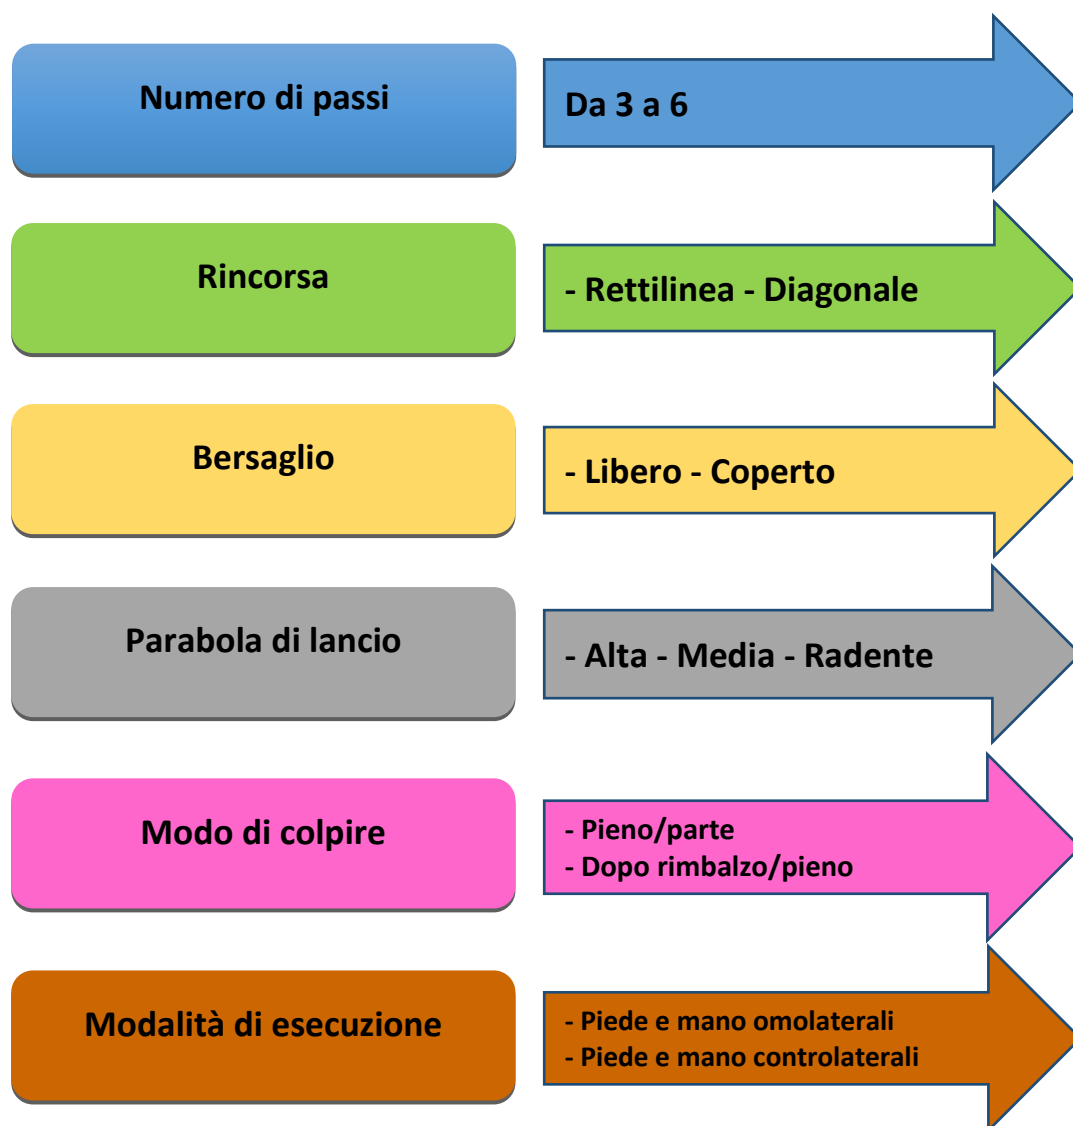 Numero di passi
Da 3 a 6
Rincorsa
- Rettilinea - Diagonale
Bersaglio
- Libero - Coperto
Parabola di lancio
- Alta - Media - Radente
Modo di colpire
- Pieno/parte
- Dopo rimbalzo/pieno
Modalità di esecuzione
- Piede e mano omolaterali
- Piede e mano controlaterali